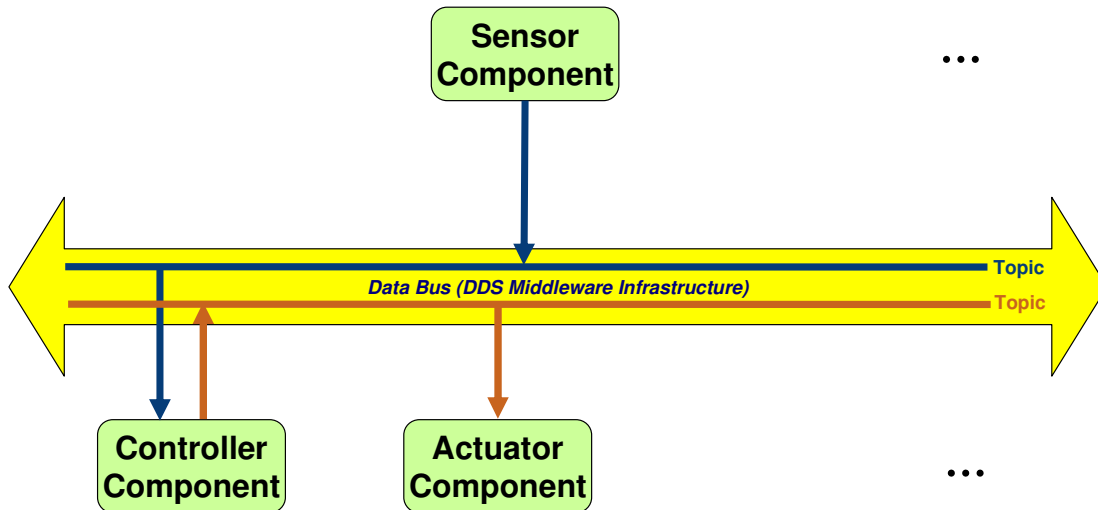 Sensor
Component
...
Topic
Data Bus (DDS Middleware Infrastructure)
Topic
Controller
Component
Actuator
Component
...